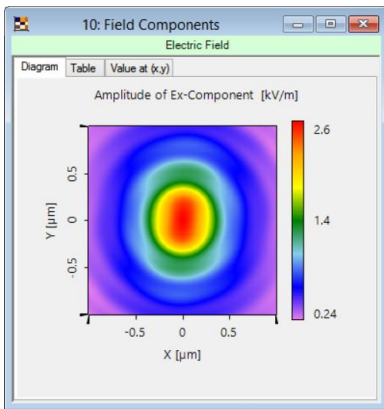 10: Field Components
Electric Field
Diagram
Table
Value at (x,y)
Amplitude of Ex-Component [kV/m]
2.6
1.4
0.24
0.5
0
-0.5
Y [µm]
-0.5
0
0.5
X [µm]